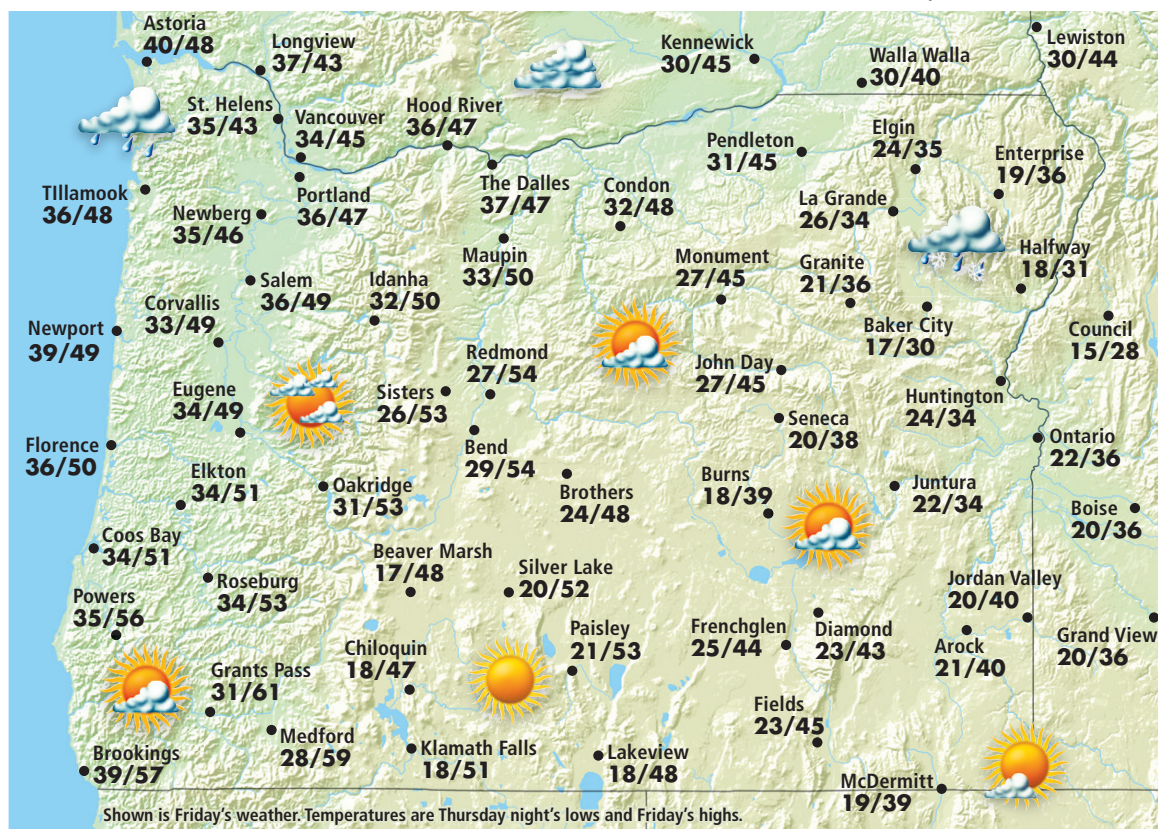 Astoria
40/48
Longview
37/43
Kennewick
30/45
Walla Walla
30/40
Lewiston
30/44
St. Helens
35/43
Vancouver
34/45
Hood River
36/47
Pendleton
31/45
Elgin
24/35
Enterprise
19/36
TIllamook
36/48
Portland
36/47
Newberg
35/46
The Dalles
37/47
Condon
32/48
La Grande
26/34
Maupin
33/50
Monument
27/45
Granite
21/36
Halfway
18/31
Salem
36/49
Idanha
32/50
Corvallis
33/49
Newport
39/49
Baker City
17/30
Council
15/28
Redmond
27/54
John Day
27/45
Eugene
34/49
Sisters
26/53
Huntington
24/34
Seneca
20/38
Florence
36/50
Bend
29/54
Ontario
22/36
Elkton
34/51
Oakridge
31/53
Brothers
24/48
Burns
18/39
Juntura
22/34
Boise
20/36
Coos Bay
34/51
Beaver Marsh
17/48
Silver Lake
20/52
Roseburg
34/53
Jordan Valley
20/40
Powers
35/56
Paisley
21/53
Frenchglen
25/44
Diamond
23/43
Arock
21/40
Grand View
20/36
Chiloquin
18/47
Grants Pass
31/61
Fields
23/45
Medford
28/59
Klamath Falls
18/51
Lakeview
18/48
Brookings
39/57
McDermitt
19/39
Shown is Friday's weather. Temperatures are Thursday night's lows and Friday's highs.